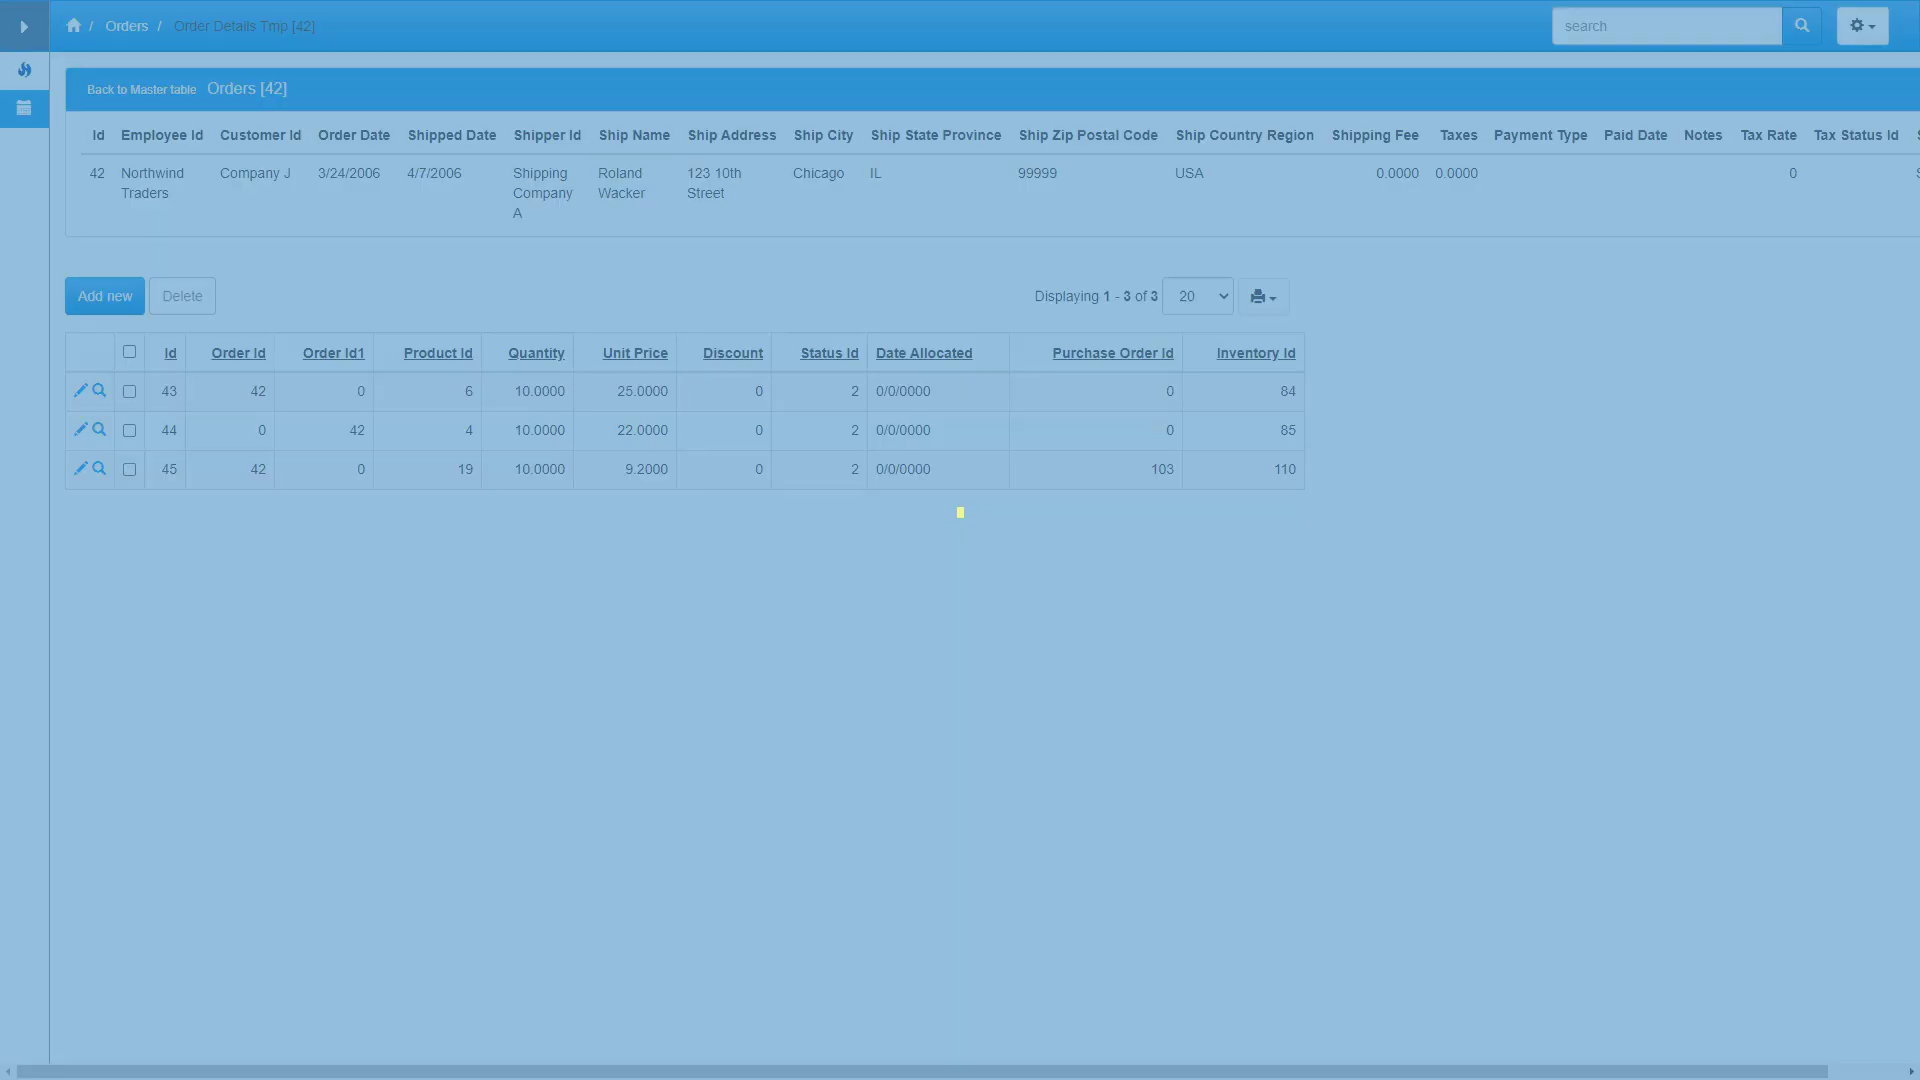 / Orders / Order Details Tmp [42]
search
Back to Master table Orders [42]
Id Employee Id Customer Id Order Date Shipped Date Shipper Id Ship Name Ship Address Ship City Ship State Province Ship Zip Postal Code Ship Country Region Shipping Fee Taxes Payment Type Paid Date Notes Tax Rate Tax Status Id
42 Northwind Company J 3/24/2006 4/7/2006 Shipping Roland 123 10th Chicago IL 99999 USA 0.0000 0.0000 0
Traders Company Wacker Street
A
Add new Delete Displaying 1 - 3 of 3 20
Id Order Id Order Id1 Product Id Quantity Unit Price Discount Status Id Date Allocated Purchase Order Id Inventory Id
43 42 0 6 10.0000 25.0000 0 2 0/0/0000 0 84
44 0 42 4 10.0000 22.0000 0 2 0/0/0000 0 85
45 42 0 19 10.0000 9.2000 0 2 0/0/0000 103 110